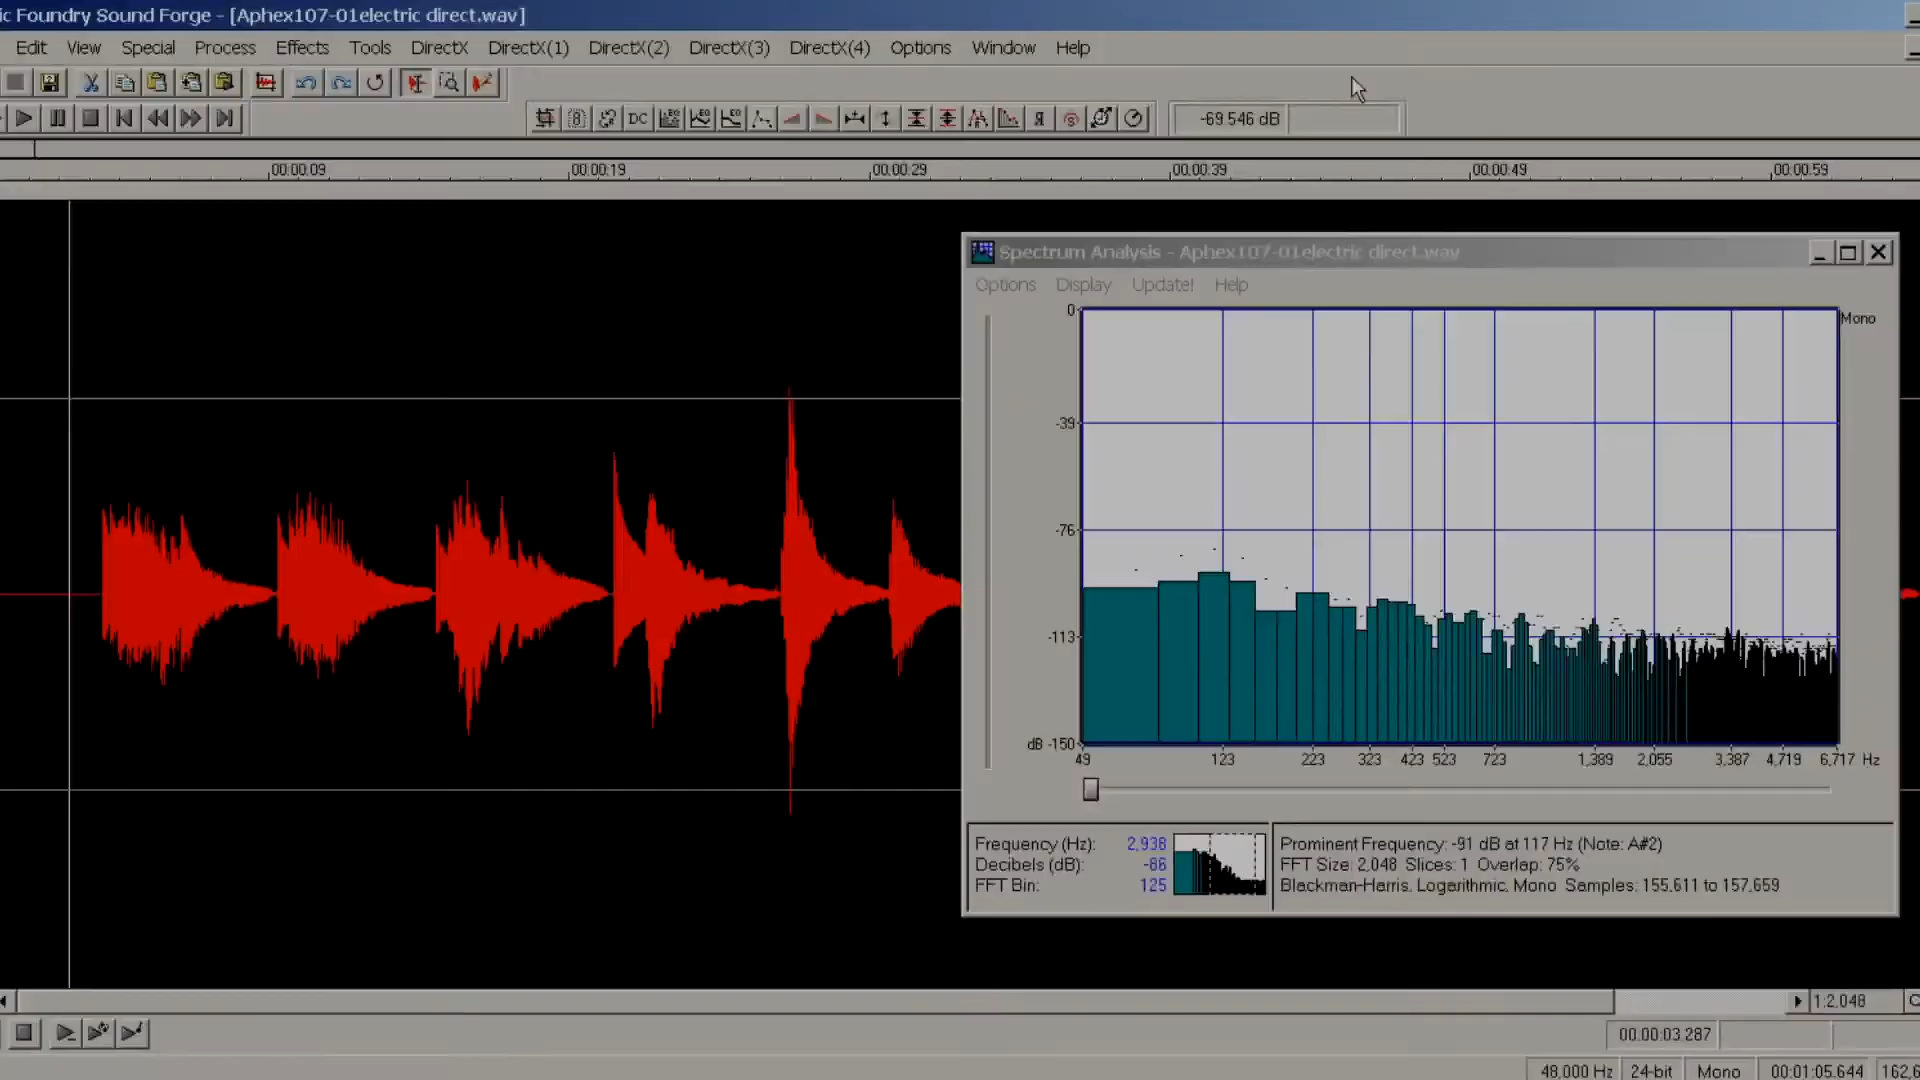 ic Foundry Sound Forge - [Aphex107-01electric direct.wav]
Edit View Special Process Effects Tools DirectX DirectX(1) DirectX(2) DirectX(3) DirectX(4) Options Window Help
DC -69.546 dB
00:00:09 00:00:19 00:00:29 00:00:39 00:00:49 00:00:59
Spectrum Analysis - Aphex107-01electric direct.wav
Options Display Update! Help
0
Mono
-39
-76
-113
dB -150
49 123 223 323 423 523 723 1,389 2,055 3,387 4,719 6,717 Hz
Frequency (Hz): 2,938
Decibels (dB): -86
FFT Bin: 125
Prominent Frequency: -91 dB at 117 Hz (Note: A#2)
FFT Size: 2,048 Slices: 1 Overlap: 75%
Blackman-Harris, Logarithmic, Mono Samples: 155,611 to 157,659
1:2,048
00:00:03.287
48,000 Hz 24-bit Mono 00:01:05.644 162,6